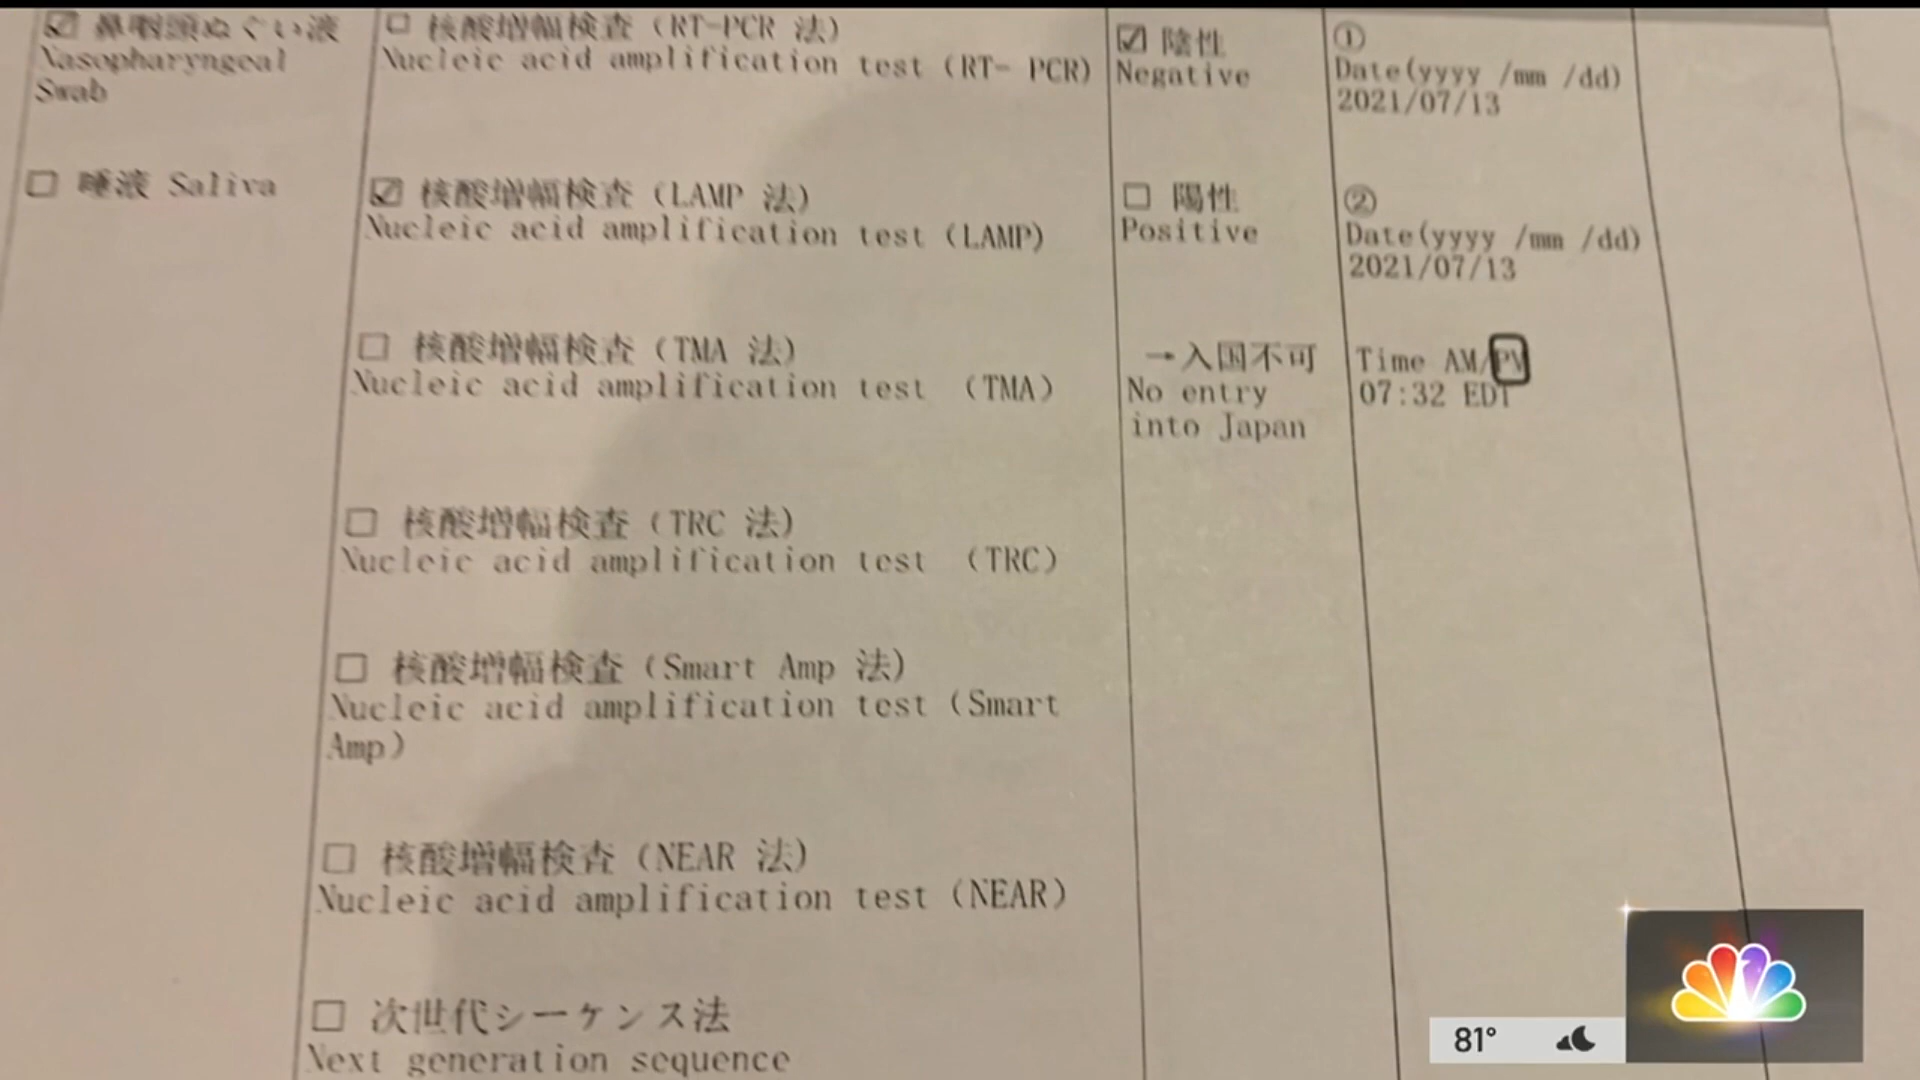 ☑ 鼻咽頭ぬぐい液
Nasopharyngeal
Swab
☐ 唾液 Saliva
☐ 核酸増幅検査（RT-PCR 法）
Nucleic acid amplification test（RT- PCR）
☑ 核酸増幅検査（LAMP 法）
Nucleic acid amplification test（LAMP）
☐ 核酸増幅検査（TMA 法）
Nucleic acid amplification test （TMA）
☐ 核酸増幅検査（TRC 法）
Nucleic acid amplification test （TRC）
☐ 核酸増幅検査（Smart Amp 法）
Nucleic acid amplification test（Smart
Amp）
☐ 核酸増幅検査（NEAR 法）
Nucleic acid amplification test（NEAR）
☐ 次世代シーケンス法
Next generation sequence
☑ 陰性
Negative
☐ 陽性
Positive
→入国不可
No entry
into Japan
①
Date(yyyy /mm /dd)
2021/07/13
②
Date(yyyy /mm /dd)
2021/07/13
Time AM/PM
07:32 EDT
81°